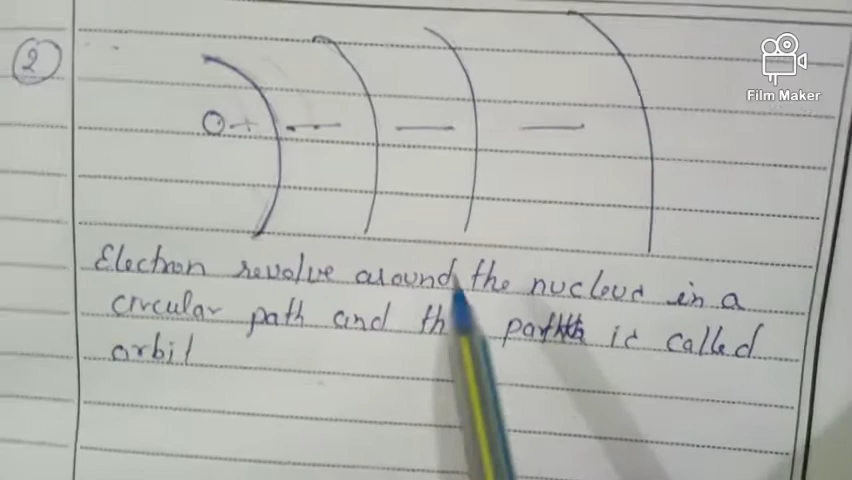 2
Film Maker
Electron revolve around the nucleus in a
circular path and th path is called
orbit